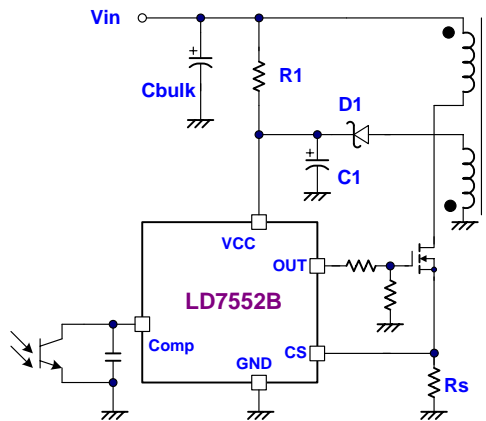 Vin
Cbulk
R1
D1
+
+
C1
VCC
OUT
LD7552B
Comp
CS
GND
Rs